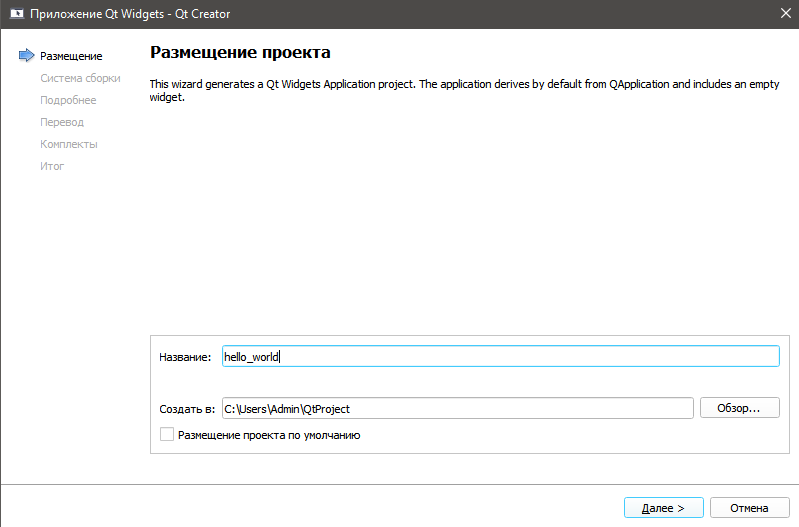 Приложение Qt Widgets - Qt Creator
Размещение
Система сборки
Подробнее
Перевод
Комплекты
Итог
Размещение проекта
This wizard generates a Qt Widgets Application project. The application derives by default from QApplication and includes an empty
widget.
Название: hello_world
Создать в: C:\Users\Admin\QtProject Обзор...
Размещение проекта по умолчанию
Далее > Отмена